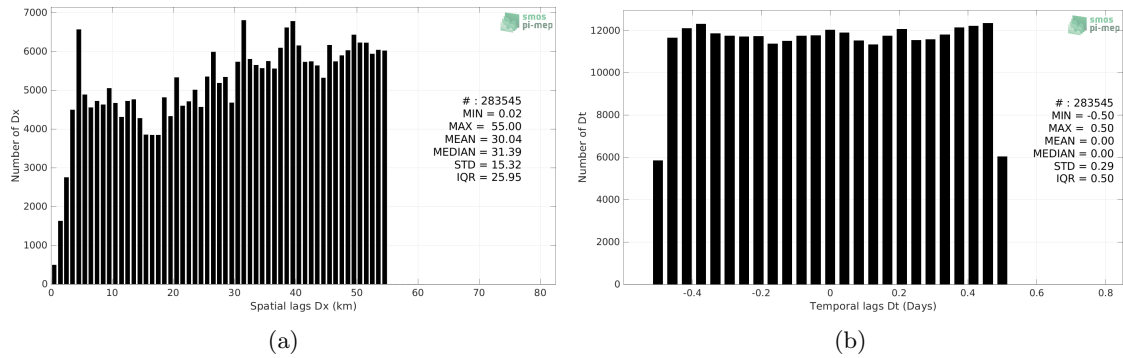 smos
pi-mep
7000
6000
5000
4000
3000
2000
1000
0
Number of Dx
# : 283545
MIN = 0.02
MAX = 55.00
MEAN = 30.04
MEDIAN = 31.39
STD = 15.32
IQR = 25.95
0 10 20 30 40 50 60 70 80
Spatial lags Dx (km)
(a)
smos
pi-mep
12000
10000
8000
6000
4000
2000
0
Number of Dt
# : 283545
MIN = -0.50
MAX = 0.50
MEAN = 0.00
MEDIAN = 0.00
STD = 0.29
IQR = 0.50
-0.4 -0.2 0 0.2 0.4 0.6 0.8
Temporal lags Dt (Days)
(b)